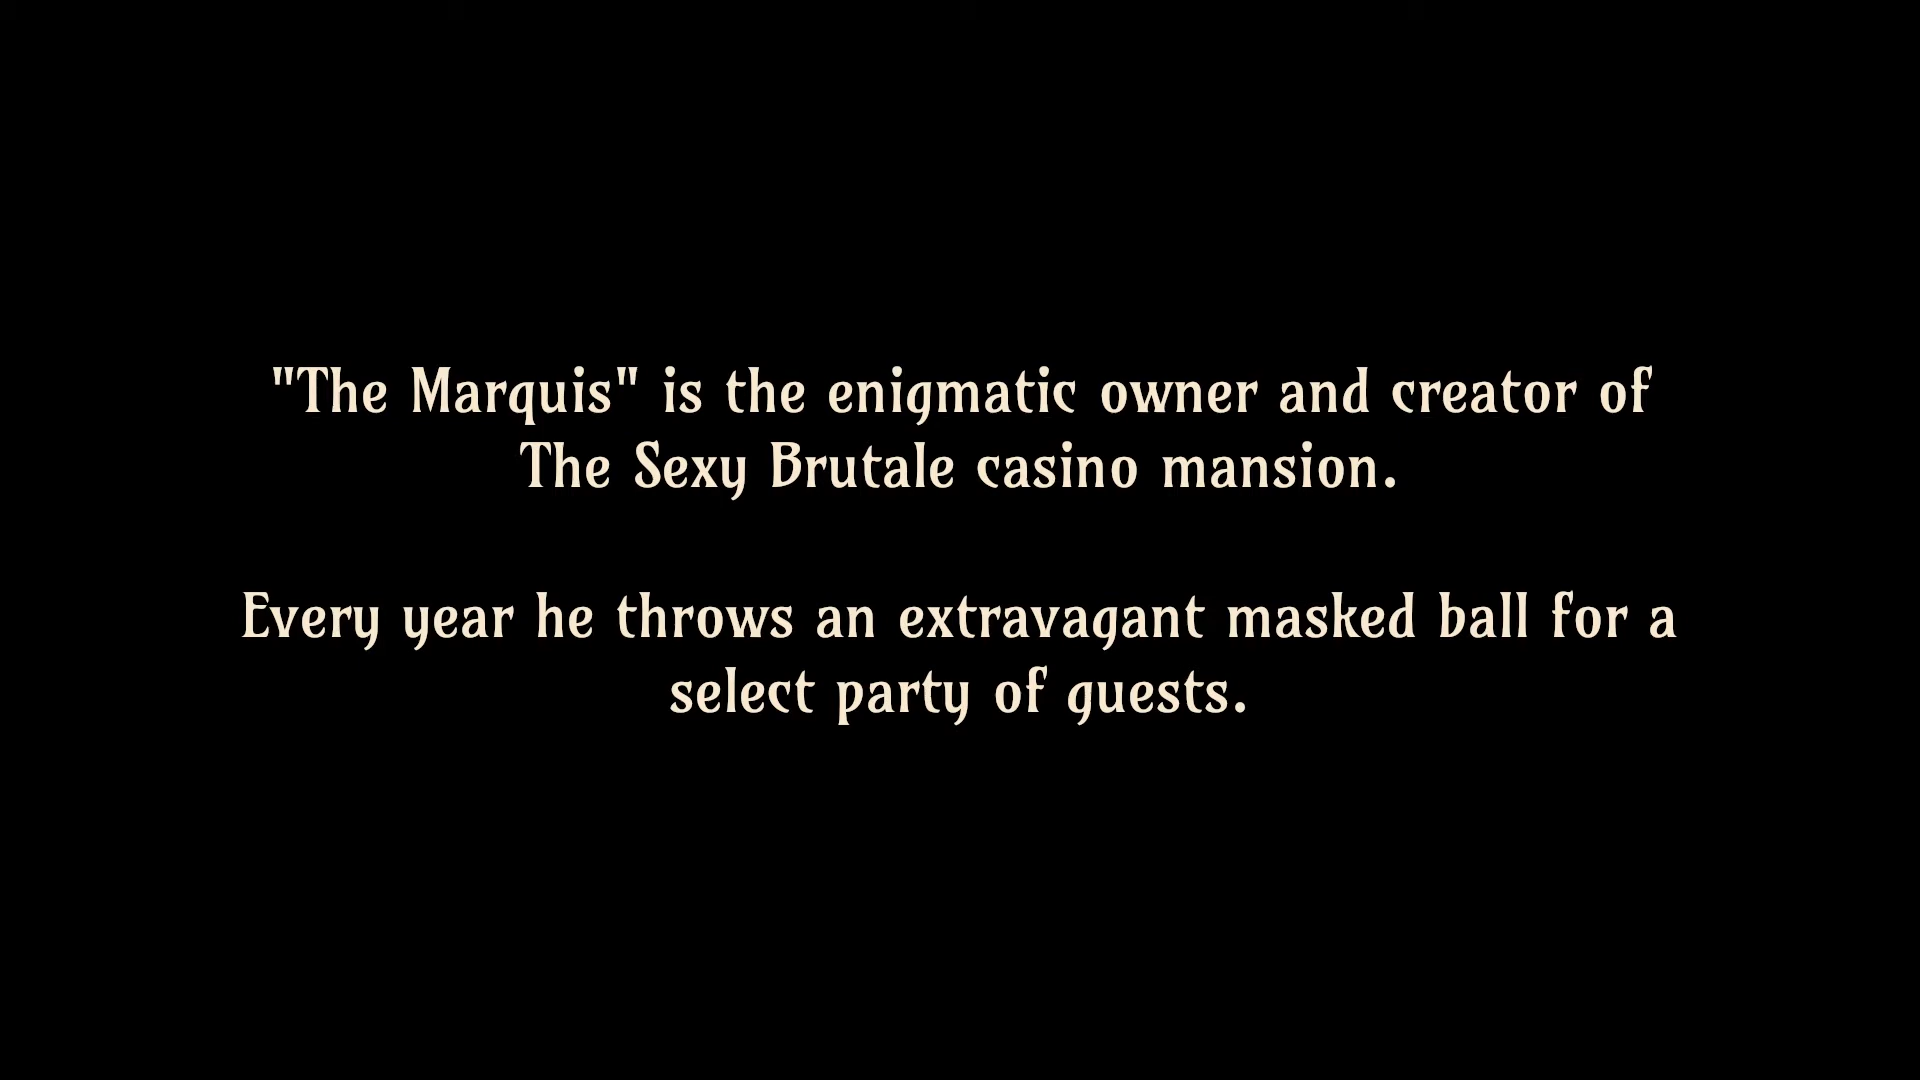 "The Marquis" is the enigmatic owner and creator of
The Sexy Brutale casino mansion.
Every year he throws an extravagant masked ball for a
select party of guests.